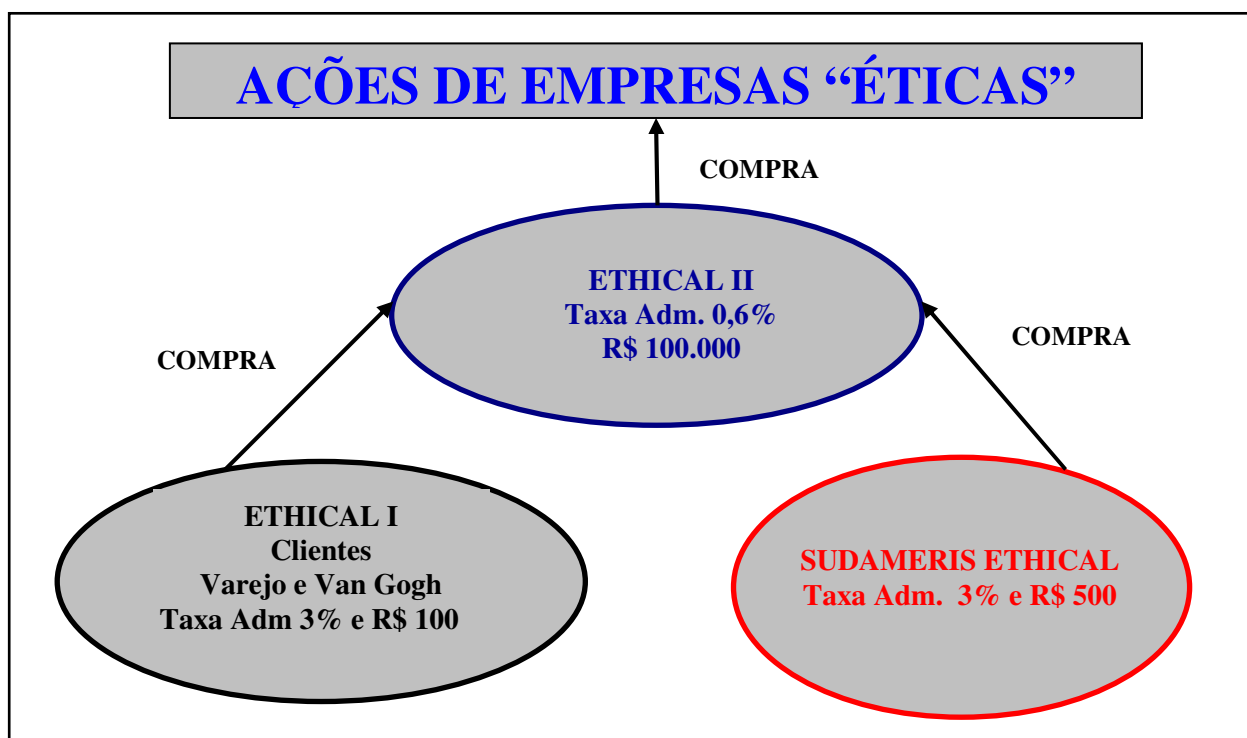 AÇÕES DE EMPRESAS “ÉTICAS”
COMPRA
ETHICAL II
Taxa Adm. 0,6%
R$ 100.000
COMPRA
COMPRA
ETHICAL I
Clientes
Varejo e Van Gogh
Taxa Adm 3% e R$ 100
SUDAMERIS ETHICAL
Taxa Adm. 3% e R$ 500